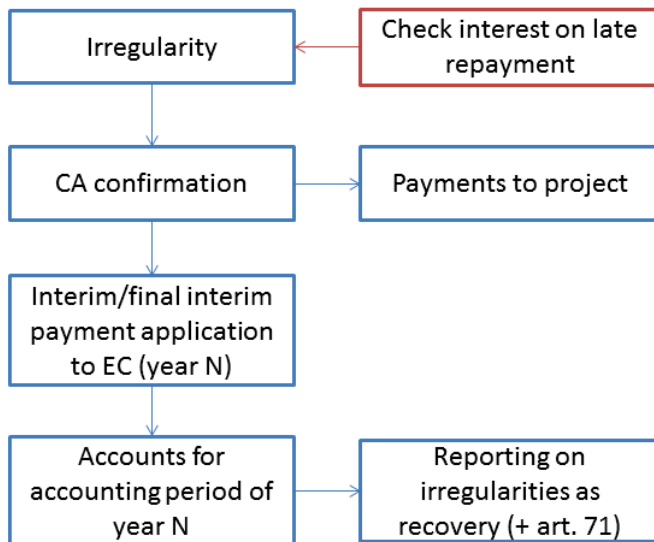 Irregularity
Check interest on late
repayment
CA confirmation
Payments to project
Interim/final interim
payment application
to EC (year N)
Accounts for
accounting period of
year N
Reporting on
irregularities as
recovery (+ art. 71)